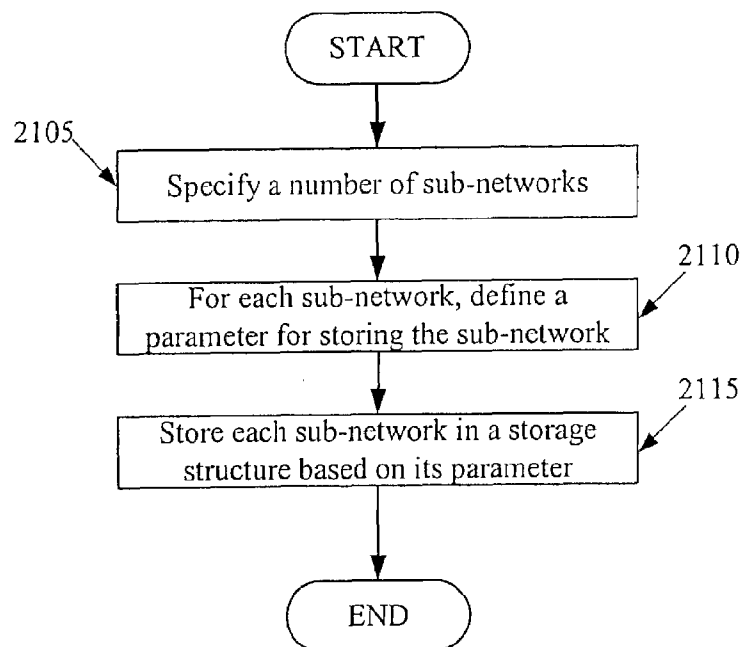 START
2105
Specify a number of sub-networks
2110
For each sub-network, define a
parameter for storing the sub-network
2115
Store each sub-network in a storage
structure based on its parameter
END